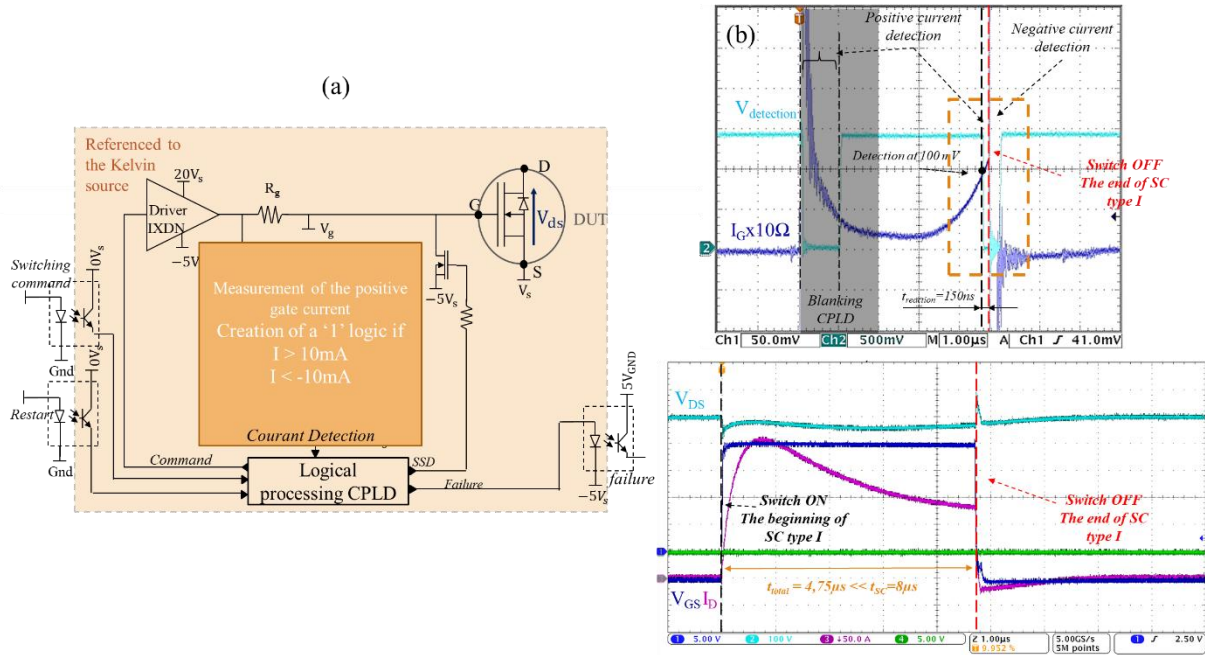 (a)
Referenced to
the Kelvin
source
20Vs
Driver
IXDN
-5V
Rg
Vg
G
D
Vds
DUT
S
Vs
Switching
command
0Vs
Gnd
0Vs
Restart
Gnd
Measurement of the positive
gate current
Creation of a ‘1’ logic if
I > 10mA
I < -10mA
-5Vs
Courant Detection
Command
Logical
processing CPLD
SSD
Failure
5VGND
failure
-5Vs
(b)
Positive current
detection
Negative current
detection
Vdetection
Detection at 100 mV
Switch OFF
The end of SC
type I
IGx10Ω
2
Blanking
CPLD
treaction=150ns
Ch1 50.0mV Ch2 500mV M 1.00µs A Ch1 ƒ 41.0mV
VDS
Switch ON
The beginning of
SC type I
Switch OFF
The end of SC
type I
ttotal = 4,75µs << tSC=8µs
VGS ID
1 5.00 V 2 100 V 3 ↓50.0 A 4 5.00 V Z 1.00µs 5.00GS/s 1 ƒ 2.50 V
9.952 % 5M points